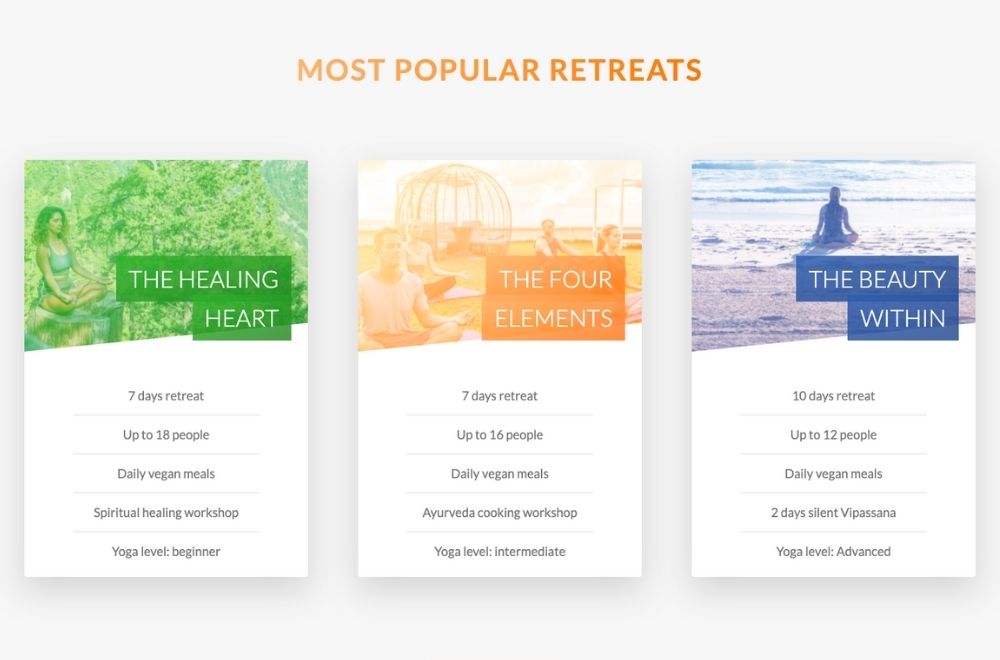 MOST POPULAR RETREATS
THE HEALING
HEART
7 days retreat
Up to 18 people
Daily vegan meals
Spiritual healing workshop
Yoga level: beginner
THE FOUR
ELEMENTS
7 days retreat
Up to 16 people
Daily vegan meals
Ayurveda cooking workshop
Yoga level: intermediate
THE BEAUTY
WITHIN
10 days retreat
Up to 12 people
Daily vegan meals
2 days silent Vipassana
Yoga level: Advanced